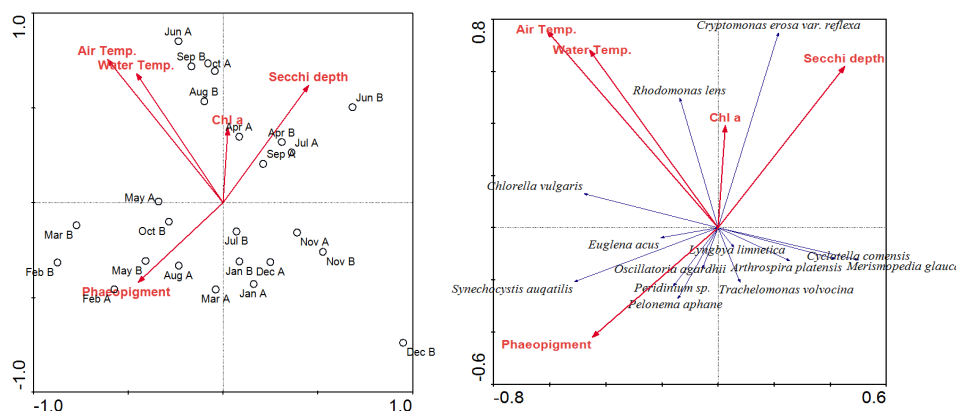 1.0
Jun A
Air Temp.
Sep B
Oct A
Water Temp.
Secchi depth
Aug B
Jun B
Chl a
Apr A
Apr B
Jul A
Sep A
May A
Mar B
Oct B
Jul B
Nov A
Nov B
Feb B
May B
Aug A
Jan B
Dec A
Phaeopigment
Feb A
Mar A
Jan A
Dec B
-1.0
-1.0
1.0
0.8
Cryptomonas erosa var. reflexa
Air Temp.
Water Temp.
Secchi depth
Rhodomonas lens
Chl a
Chlorella vulgaris
Euglena acus
Lyngbyd limnetica
Cyclatella comensis
Oscillatoria agardhii
Arthrospira platensis
Merismopedia glauca
Synechocystis auqatilis
Peridinium sp.
Trachelomonas volvocina
Pelonema aphane
Phaeopigment
-0.6
-0.8
0.6